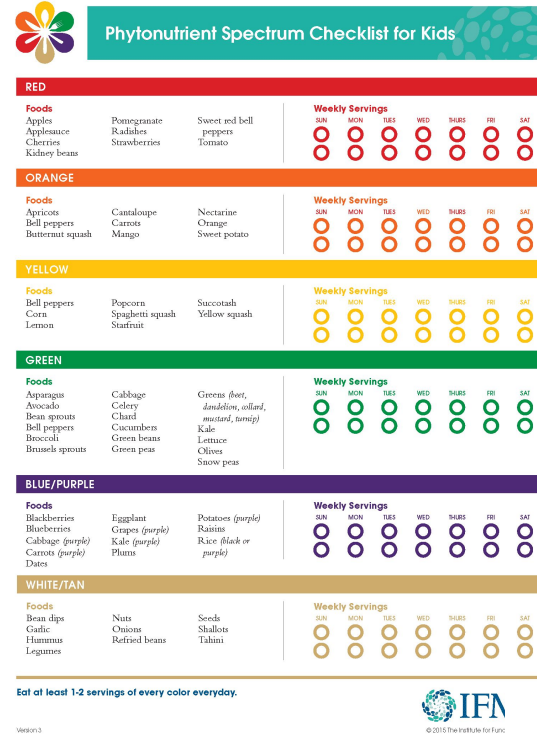 Phytonutrient Spectrum Checklist for Kids
RED
Foods
Apples
Applesauce
Cherries
Kidney beans
Pomegranate
Radishes
Strawberries
Sweet red bell
peppers
Tomato
Weekly Servings
SUN MON TUES WED THURS FRI SAT
ORANGE
Foods
Apricots
Bell peppers
Butternut squash
Cantaloupe
Carrots
Mango
Nectarine
Orange
Sweet potato
Weekly Servings
SUN MON TUES WED THURS FRI SAT
YELLOW
Foods
Bell peppers
Corn
Lemon
Popcorn
Spaghetti squash
Starfruit
Succotash
Yellow squash
Weekly Servings
SUN MON TUES WED THURS FRI SAT
GREEN
Foods
Asparagus
Avocado
Bean sprouts
Bell peppers
Broccoli
Brussels sprouts
Cabbage
Celery
Chard
Cucumbers
Green beans
Green peas
Greens (beet,
dandelion, collard,
mustard, turnip)
Kale
Lettuce
Olives
Snow peas
Weekly Servings
SUN MON TUES WED THURS FRI SAT
BLUE/PURPLE
Foods
Blackberries
Blueberries
Cabbage (purple)
Carrots (purple)
Dates
Eggplant
Grapes (purple)
Kale (purple)
Plums
Potatoes (purple)
Raisins
Rice (black or
purple)
Weekly Servings
SUN MON TUES WED THURS FRI SAT
WHITE/TAN
Foods
Bean dips
Garlic
Hummus
Legumes
Nuts
Onions
Refried beans
Seeds
Shallots
Tahini
Weekly Servings
SUN MON TUES WED THURS FRI SAT
Eat at least 1-2 servings of every color everyday.
IFM
Version 3
© 2015 The Institute for Func